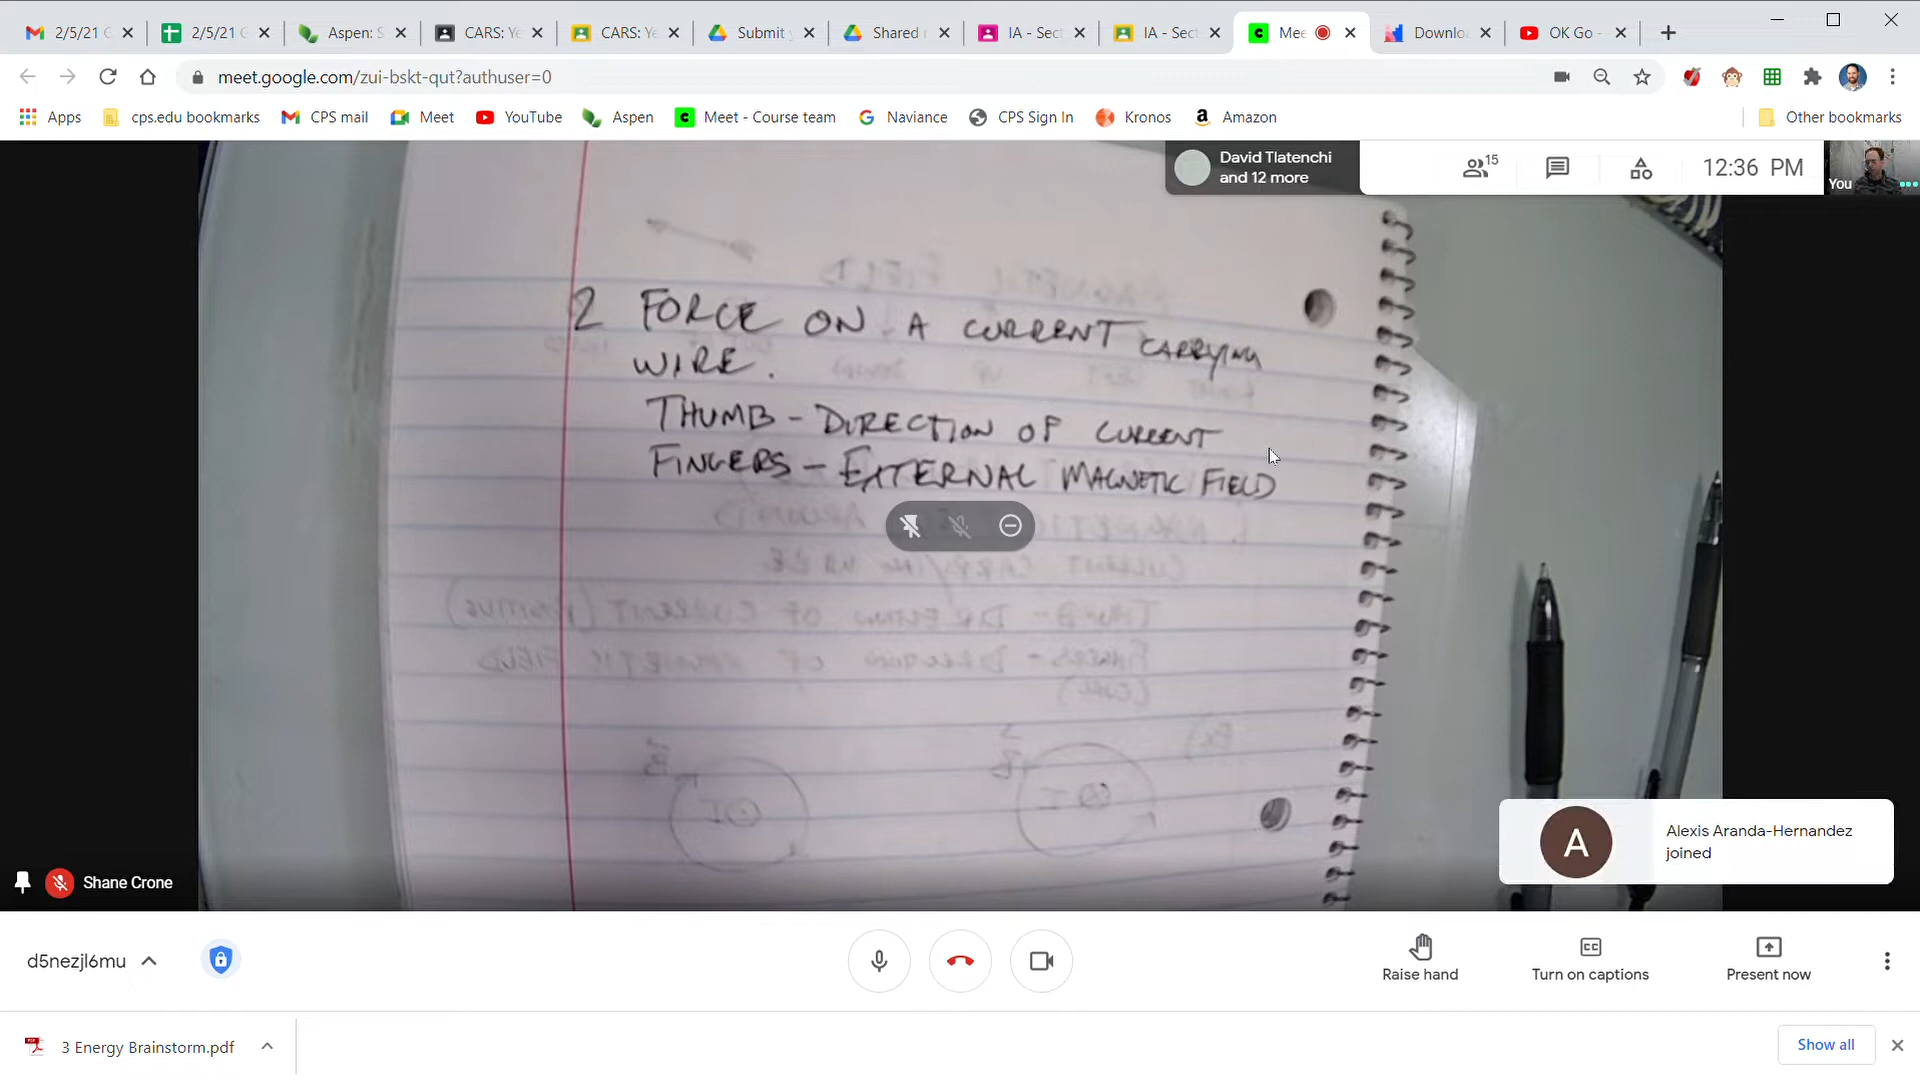 2/5/21 G
2/5/21 G
Aspen: S
CARS: Ye
CARS: Ye
Submit y
Shared
IA - Sect
IA - Sect
Mee
Downlo
OK Go -
meet.google.com/zui-bskt-qut?authuser=0
Apps
cps.edu bookmarks
CPS mail
Meet
YouTube
Aspen
Meet - Course team
Naviance
CPS Sign In
Kronos
Amazon
Other bookmarks
David Tlatenchi
and 12 more
15
12:36 PM
You
2 FORCE ON A CURRENT CARRYING
WIRE.
THUMB - DIRECTION OF CURRENT
FINGERS - EXTERNAL MAGNETIC FIELD
Alexis Aranda-Hernandez
joined
A
Shane Crone
d5nezjl6mu
Raise hand
Turn on captions
Present now
3 Energy Brainstorm.pdf
Show all